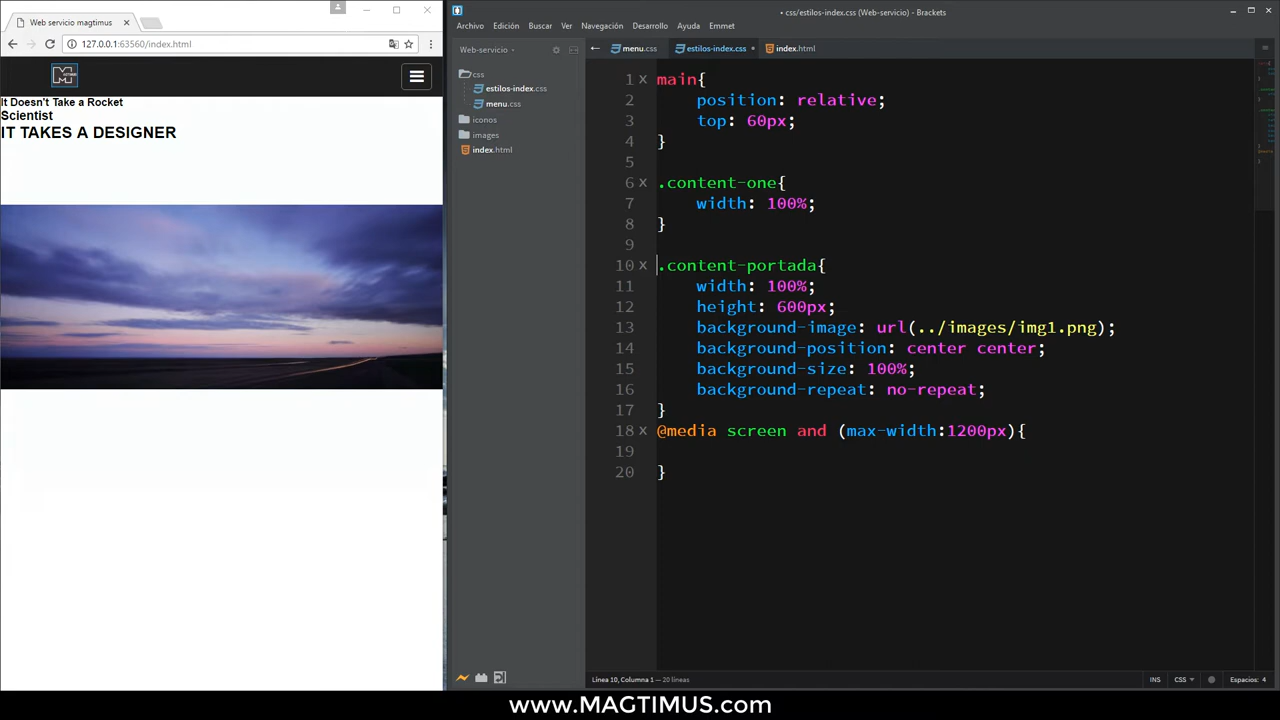 Web servicio magtimus
127.0.0.1:63560/index.html
It Doesn't Take a Rocket
Scientist
IT TAKES A DESIGNER
• css/estilos-index.css (Web-servicio) - Brackets
Archivo Edición Buscar Ver Navegación Desarrollo Ayuda Emmet
Web-servicio
css
estilos-index.css
menu.css
iconos
images
index.html
menu.css estilos-index.css • index.html
1 main{
2 position: relative;
3 top: 60px;
4 }
5
6 .content-one{
7 width: 100%;
8 }
9
10 .content-portada{
11 width: 100%;
12 height: 600px;
13 background-image: url(../images/img1.png);
14 background-position: center center;
15 background-size: 100%;
16 background-repeat: no-repeat;
17 }
18 @media screen and (max-width:1200px){
19
20 }
Línea 10, Columna 1 — 20 líneas
INS CSS Espacios: 4
www.MAGTIMUS.com